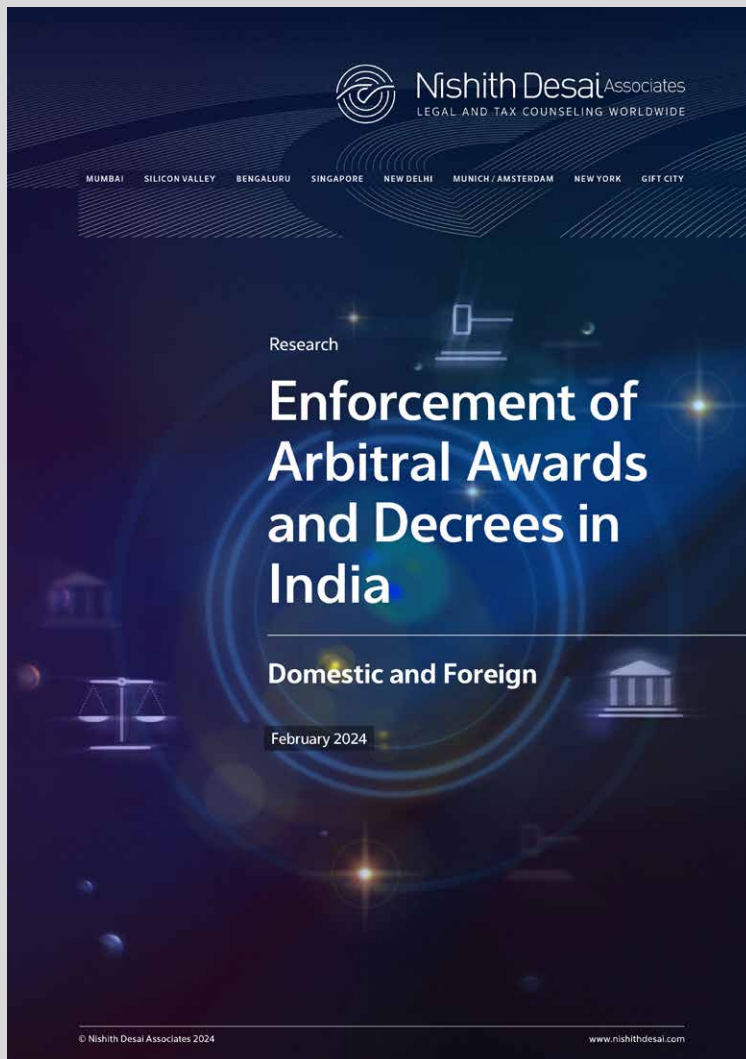 Nishith Desai Associates
LEGAL AND TAX COUNSELING WORLDWIDE
MUMBAI SILICON VALLEY BENGALURU SINGAPORE NEW DELHI MUNICH / AMSTERDAM NEW YORK GIFT CITY
Research
Enforcement of
Arbitral Awards
and Decrees in
India
Domestic and Foreign
February 2024
© Nishith Desai Associates 2024 www.nishithdesai.com